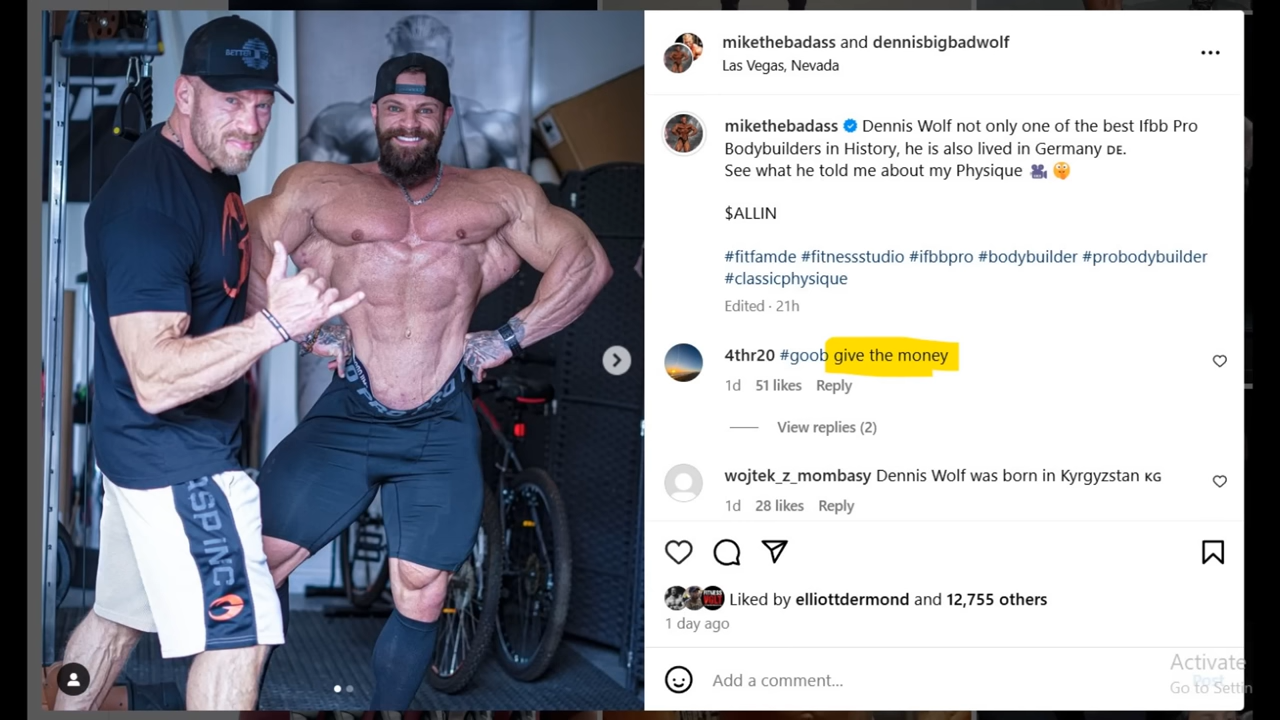 mikethebadass and dennisbigbadwolf
Las Vegas, Nevada
mikethebadass Dennis Wolf not only one of the best Ifbb Pro
Bodybuilders in History, he is also lived in Germany DE.
See what he told me about my Physique 🎥 🫣
$ALLIN
#fitfamde #fitnessstudio #ifbbpro #bodybuilder #probodybuilder
#classicphysique
Edited · 21h
4thr20 #goob give the money
1d 51 likes Reply
View replies (2)
wojtek_z_mombasy Dennis Wolf was born in Kyrgyzstan KG
1d 28 likes Reply
Liked by elliottdermond and 12,755 others
1 day ago
Add a comment...
Post
Activate
Go to Settin
BETTER
GASP INC